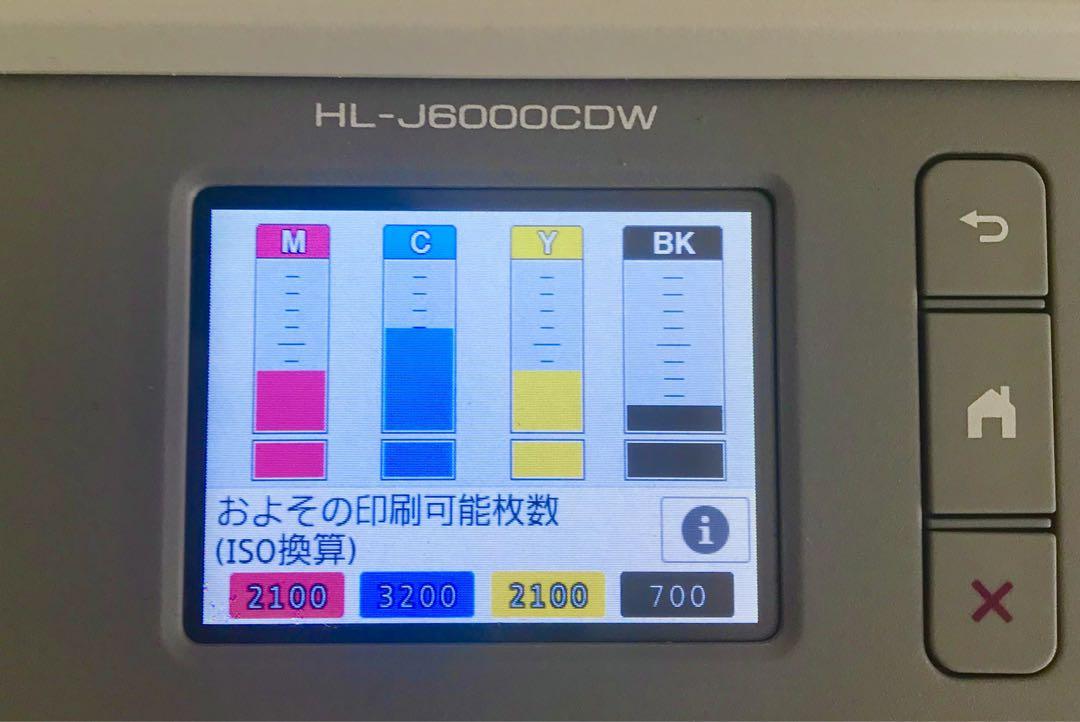 HL-J6000CDW
M C Y BK
およその印刷可能枚数
(ISO換算)
i
2100 3200 2100 700